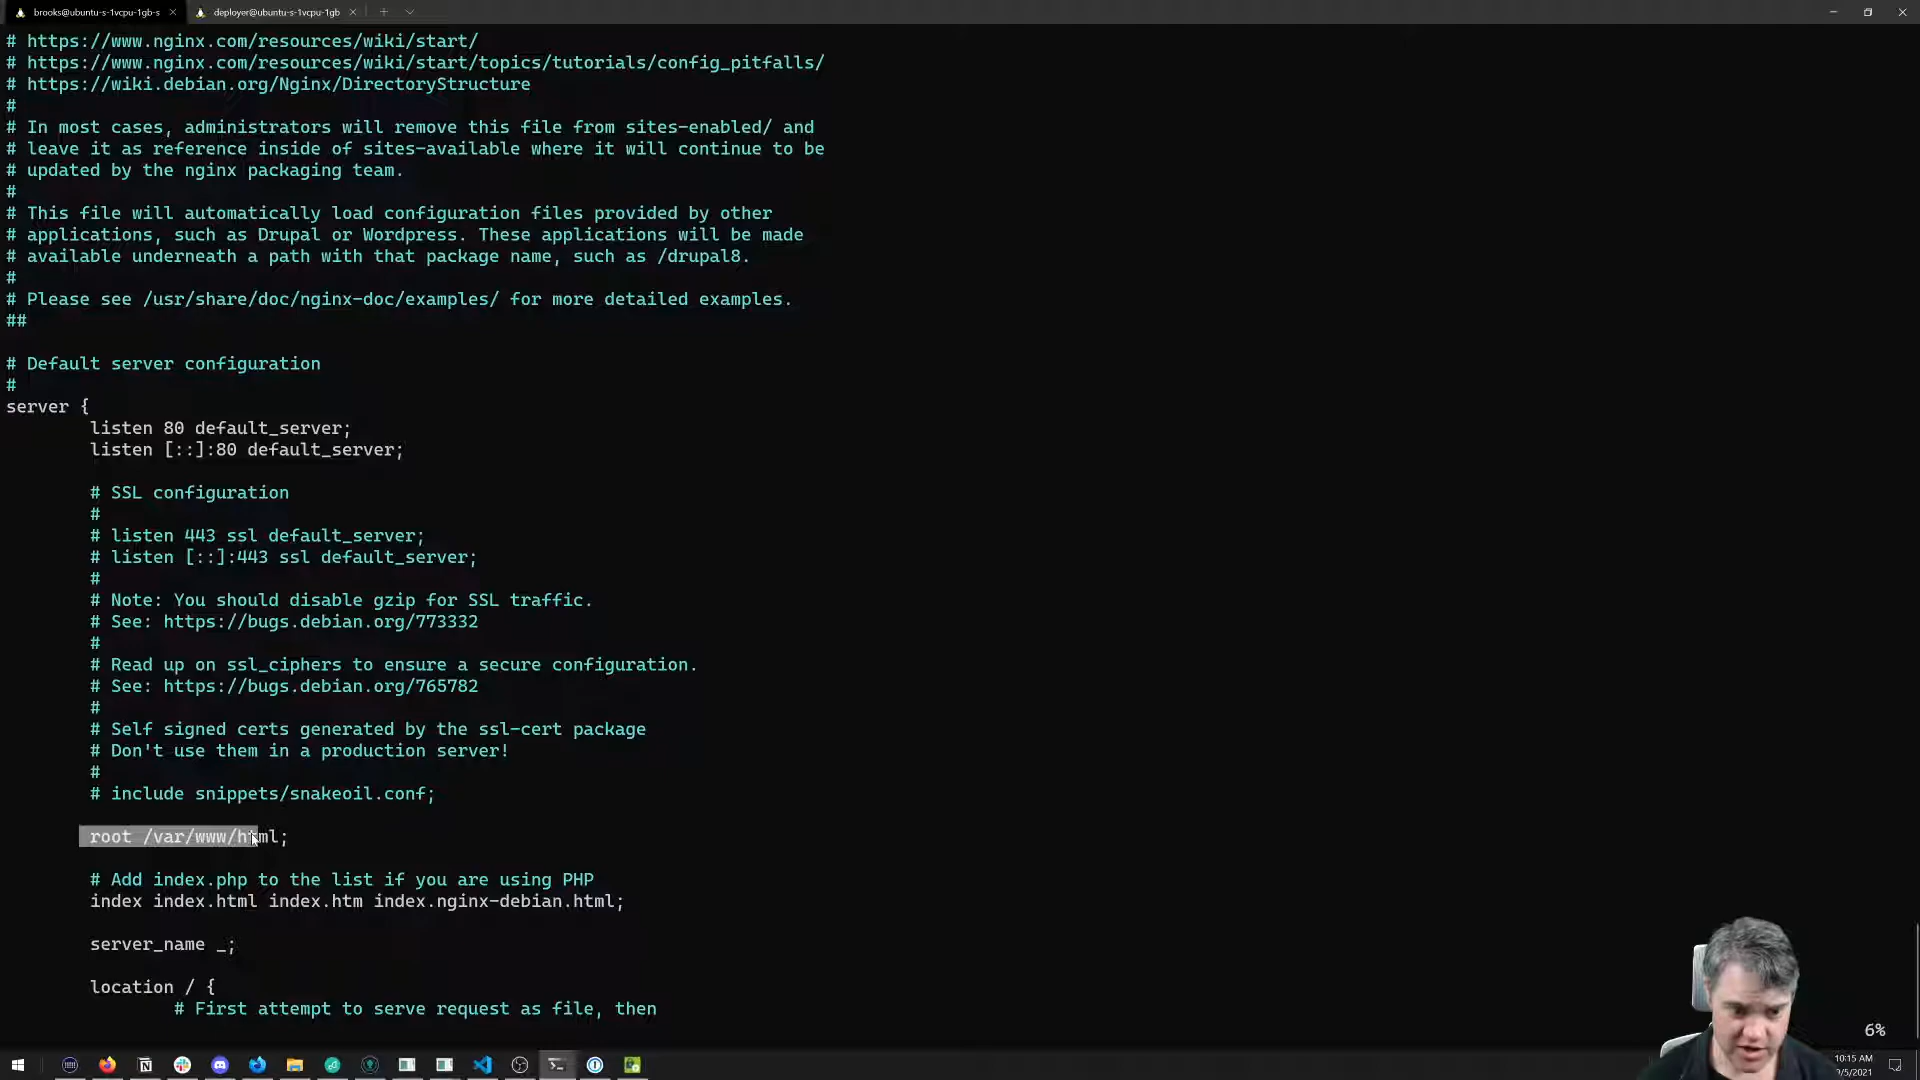 brooks@ubuntu-s-1vcpu-1gb-s
deployer@ubuntu-s-1vcpu-1gb
# https://www.nginx.com/resources/wiki/start/
# https://www.nginx.com/resources/wiki/start/topics/tutorials/config_pitfalls/
# https://wiki.debian.org/Nginx/DirectoryStructure
#
# In most cases, administrators will remove this file from sites-enabled/ and
# leave it as reference inside of sites-available where it will continue to be
# updated by the nginx packaging team.
#
# This file will automatically load configuration files provided by other
# applications, such as Drupal or Wordpress. These applications will be made
# available underneath a path with that package name, such as /drupal8.
#
# Please see /usr/share/doc/nginx-doc/examples/ for more detailed examples.
##
# Default server configuration
#
server {
listen 80 default_server;
listen [::]:80 default_server;
# SSL configuration
#
# listen 443 ssl default_server;
# listen [::]:443 ssl default_server;
#
# Note: You should disable gzip for SSL traffic.
# See: https://bugs.debian.org/773332
#
# Read up on ssl_ciphers to ensure a secure configuration.
# See: https://bugs.debian.org/765782
#
# Self signed certs generated by the ssl-cert package
# Don't use them in a production server!
#
# include snippets/snakeoil.conf;
root /var/www/html;
# Add index.php to the list if you are using PHP
index index.html index.htm index.nginx-debian.html;
server_name _;
location / {
# First attempt to serve request as file, then
6%
10:15 AM
/5/2021